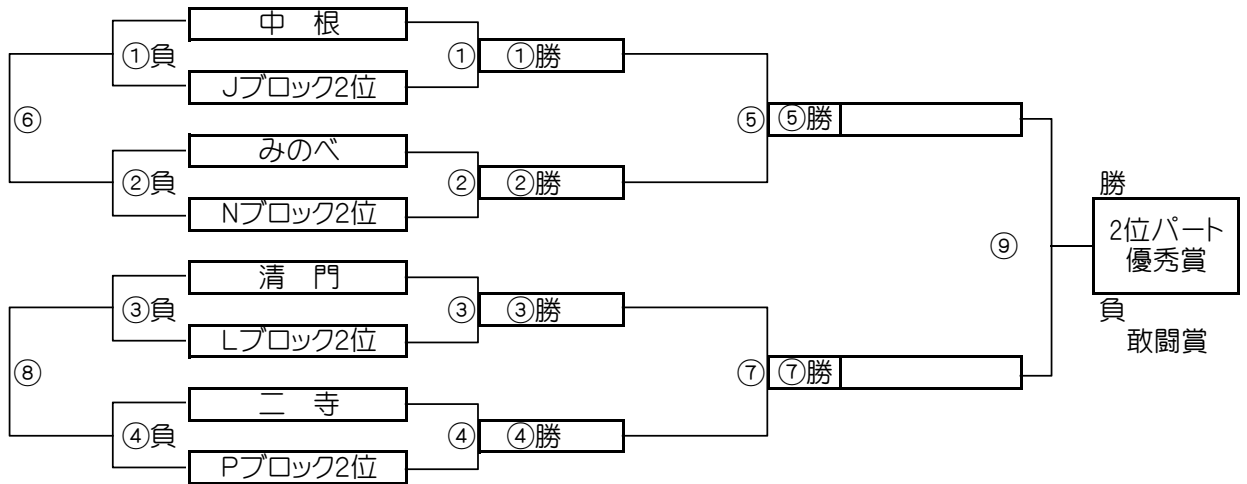 中 根
①負 ① ①勝
Jブロック2位
⑥ ⑤ ⑤勝
みのべ
②負 ② ②勝
Nブロック2位
勝
⑨ 2位パート
優秀賞
清 門
③負 ③ ③勝
負
Lブロック2位
敢闘賞
⑧ ⑦ ⑦勝
二 寺
④負 ④ ④勝
Pブロック2位